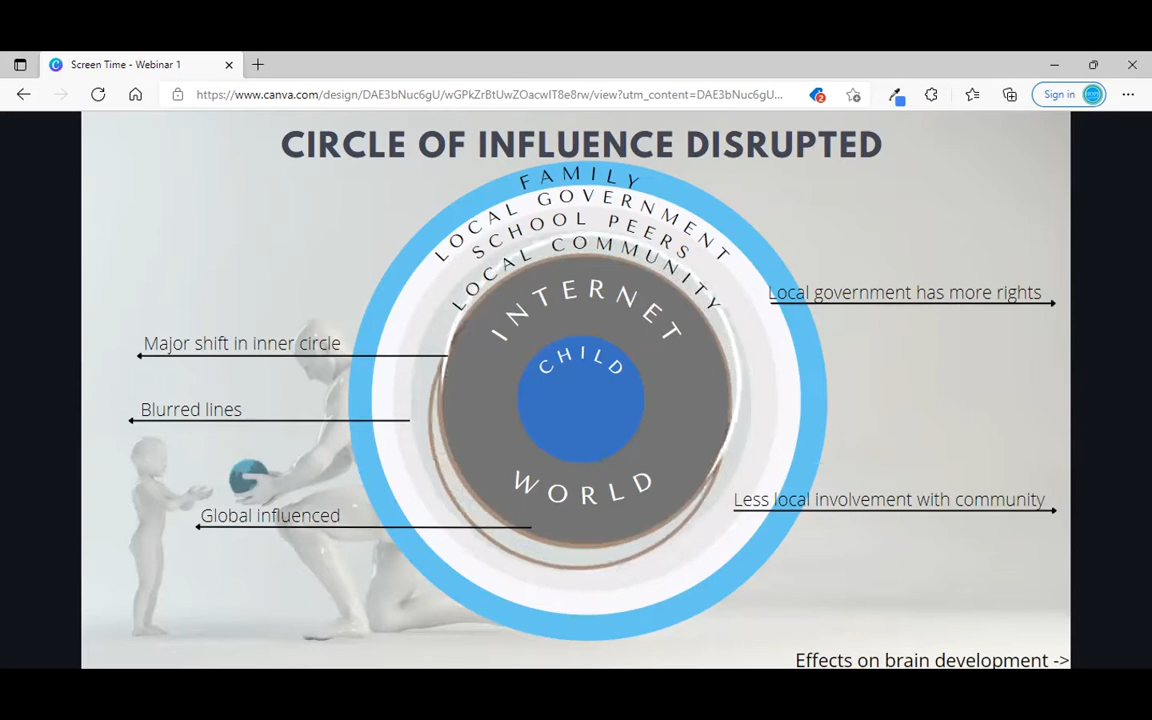 Screen Time - Webinar 1
https://www.canva.com/design/DAE3bNuc6gU/wGPkZrBtUwZOacwIT8e8rw/view?utm_content=DAE3bNuc6gU...
2
Sign in
CIRCLE OF INFLUENCE DISRUPTED
FAMILY
LOCAL GOVERNMENT
SCHOOL PEERS
LOCAL COMMUNITY
INTERNET
CHILD
WORLD
Local government has more rights
Major shift in inner circle
Blurred lines
Less local involvement with community
Global influenced
Effects on brain development ->